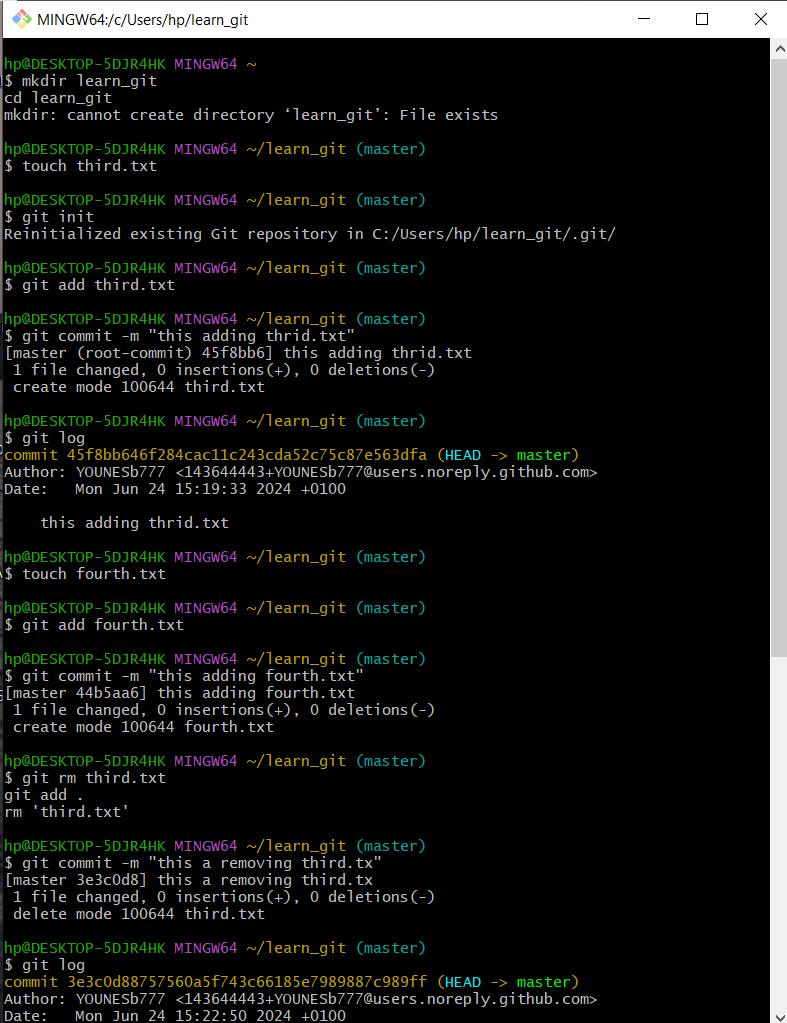 MINGW64:/c/Users/hp/learn_git
hp@DESKTOP-5DJR4HK MINGW64 ~
$ mkdir learn_git
cd learn_git
mkdir: cannot create directory ‘learn_git’: File exists
hp@DESKTOP-5DJR4HK MINGW64 ~/learn_git (master)
$ touch third.txt
hp@DESKTOP-5DJR4HK MINGW64 ~/learn_git (master)
$ git init
Reinitialized existing Git repository in C:/Users/hp/learn_git/.git/
hp@DESKTOP-5DJR4HK MINGW64 ~/learn_git (master)
$ git add third.txt
hp@DESKTOP-5DJR4HK MINGW64 ~/learn_git (master)
$ git commit -m "this adding thrid.txt"
[master (root-commit) 45f8bb6] this adding thrid.txt
 1 file changed, 0 insertions(+), 0 deletions(-)
 create mode 100644 third.txt
hp@DESKTOP-5DJR4HK MINGW64 ~/learn_git (master)
$ git log
commit 45f8bb646f284cac11c243cda52c75c87e563dfa (HEAD -> master)
Author: YOUNESb777 <143644443+YOUNESb777@users.noreply.github.com>
Date:   Mon Jun 24 15:19:33 2024 +0100
    this adding thrid.txt
hp@DESKTOP-5DJR4HK MINGW64 ~/learn_git (master)
$ touch fourth.txt
hp@DESKTOP-5DJR4HK MINGW64 ~/learn_git (master)
$ git add fourth.txt
hp@DESKTOP-5DJR4HK MINGW64 ~/learn_git (master)
$ git commit -m "this adding fourth.txt"
[master 44b5aa6] this adding fourth.txt
 1 file changed, 0 insertions(+), 0 deletions(-)
 create mode 100644 fourth.txt
hp@DESKTOP-5DJR4HK MINGW64 ~/learn_git (master)
$ git rm third.txt
git add .
rm 'third.txt'
hp@DESKTOP-5DJR4HK MINGW64 ~/learn_git (master)
$ git commit -m "this a removing third.tx"
[master 3e3c0d8] this a removing third.tx
 1 file changed, 0 insertions(+), 0 deletions(-)
 delete mode 100644 third.txt
hp@DESKTOP-5DJR4HK MINGW64 ~/learn_git (master)
$ git log
commit 3e3c0d88757560a5f743c66185e7989887c989ff (HEAD -> master)
Author: YOUNESb777 <143644443+YOUNESb777@users.noreply.github.com>
Date:   Mon Jun 24 15:22:50 2024 +0100